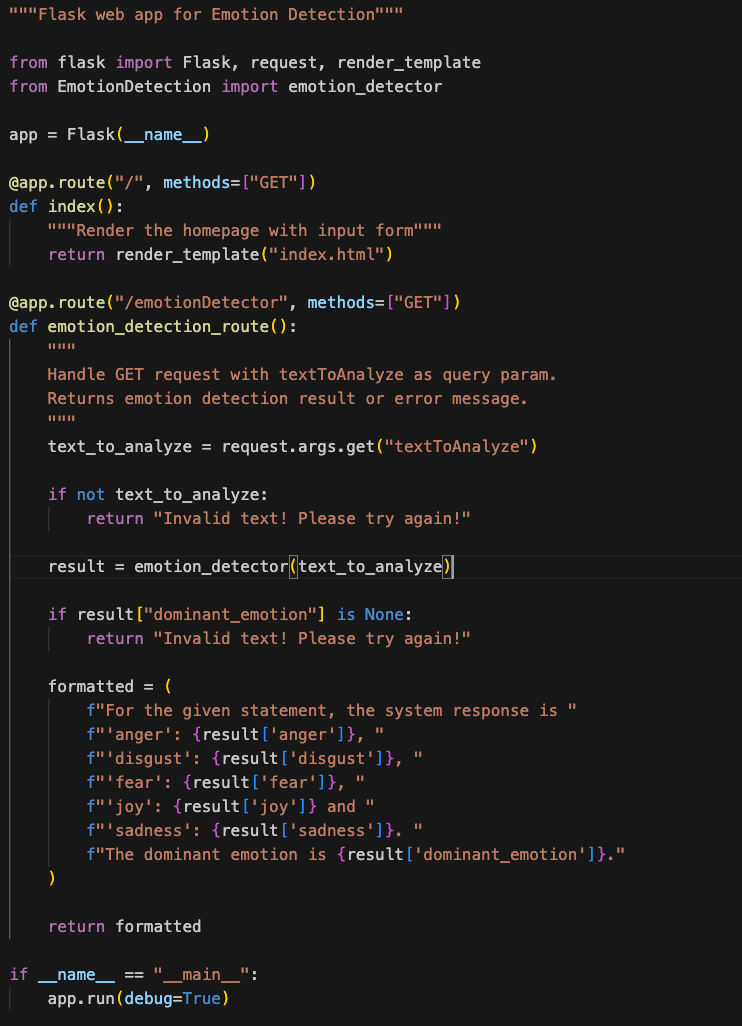 """Flask web app for Emotion Detection"""

from flask import Flask, request, render_template
from EmotionDetection import emotion_detector

app = Flask(__name__)

@app.route("/", methods=["GET"])
def index():
    """Render the homepage with input form"""
    return render_template("index.html")

@app.route("/emotionDetector", methods=["GET"])
def emotion_detection_route():
    """
    Handle GET request with textToAnalyze as query param.
    Returns emotion detection result or error message.
    """
    text_to_analyze = request.args.get("textToAnalyze")

    if not text_to_analyze:
        return "Invalid text! Please try again!"

    result = emotion_detector(text_to_analyze)

    if result["dominant_emotion"] is None:
        return "Invalid text! Please try again!"

    formatted = (
        f"For the given statement, the system response is "
        f"'anger': {result['anger']}, "
        f"'disgust': {result['disgust']}, "
        f"'fear': {result['fear']}, "
        f"'joy': {result['joy']} and "
        f"'sadness': {result['sadness']}. "
        f"The dominant emotion is {result['dominant_emotion']}."
    )

    return formatted

if __name__ == "__main__":
    app.run(debug=True)